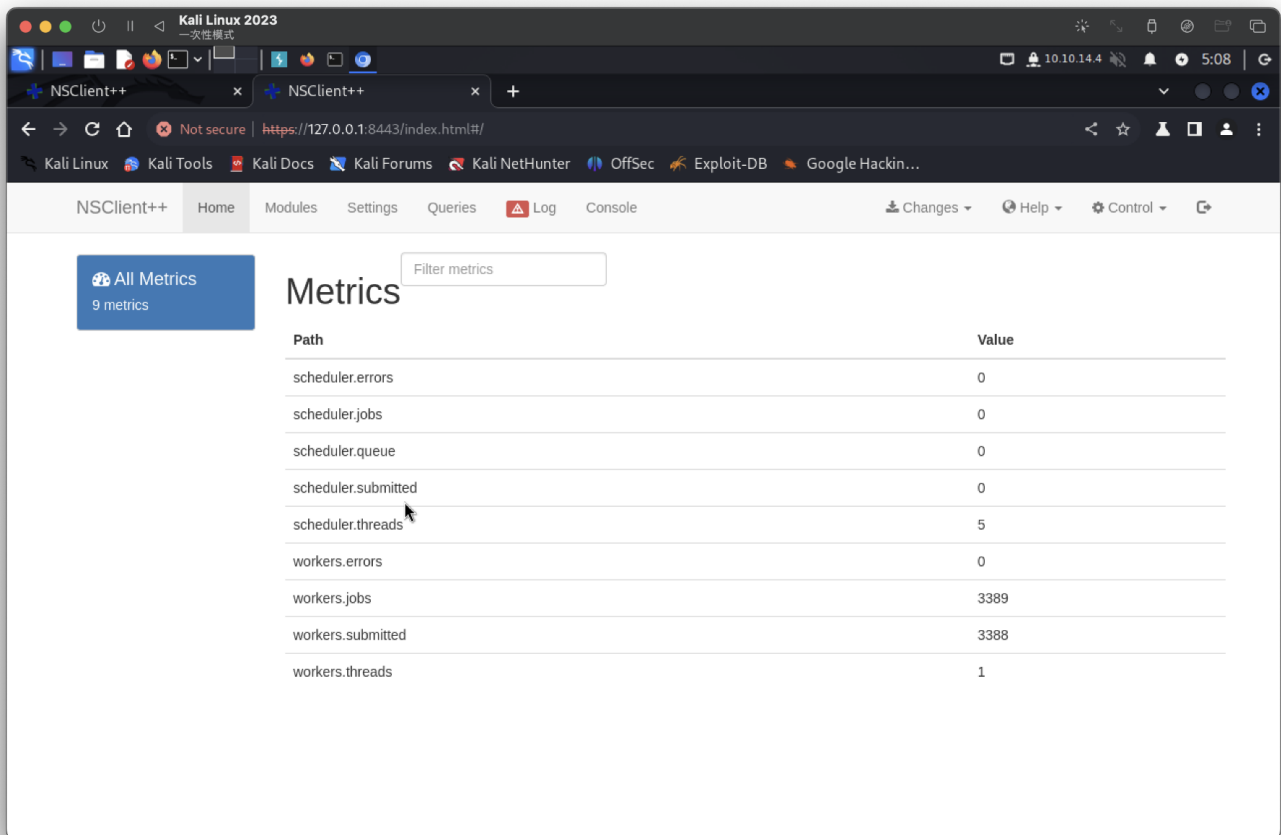 Kali Linux 2023
一次性模式
10.10.14.4 5:08
NSClient++ NSClient++
Not secure https://127.0.0.1:8443/index.html#/
Kali Linux Kali Tools Kali Docs Kali Forums Kali NetHunter OffSec Exploit-DB Google Hackin…
NSClient++ Home Modules Settings Queries Log Console Changes Help Control
All Metrics
9 metrics
Filter metrics
Metrics
Path Value
scheduler.errors 0
scheduler.jobs 0
scheduler.queue 0
scheduler.submitted 0
scheduler.threads 5
workers.errors 0
workers.jobs 3389
workers.submitted 3388
workers.threads 1